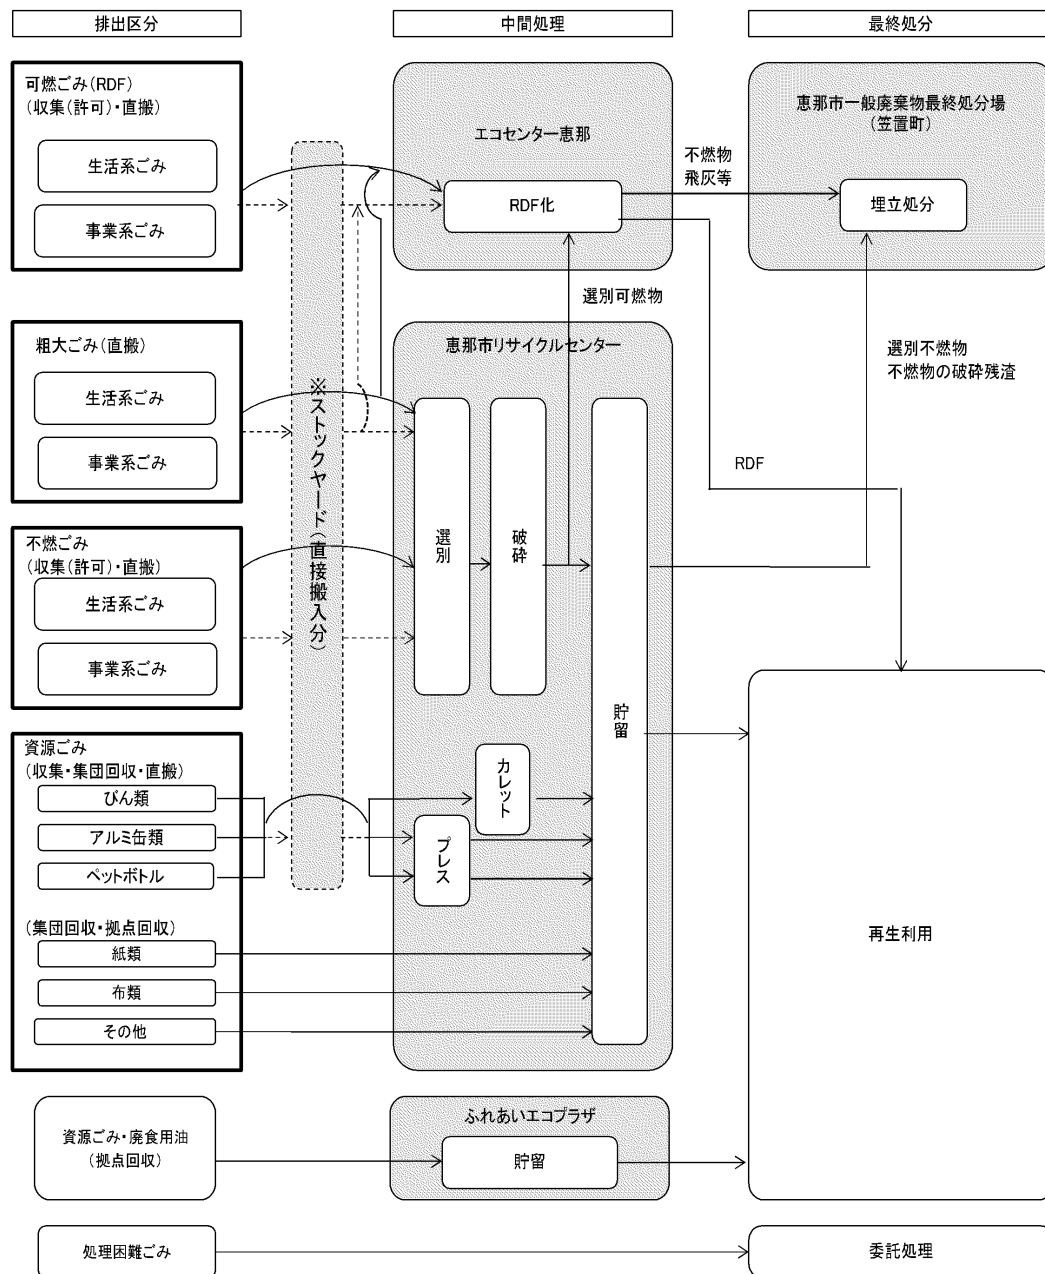 排出区分
中間処理
最終処分
可燃ごみ(RDF)
(収集(許可)・直搬)
生活系ごみ
事業系ごみ
エコセンター恵那
RDF化
不燃物
飛灰等
恵那市一般廃棄物最終処分場
(笠置町)
埋立処分
選別可燃物
粗大ごみ(直搬)
生活系ごみ
事業系ごみ
※ストックヤード(直接搬入分)
恵那市リサイクルセンター
選別
破砕
貯留
選別不燃物
不燃物の破砕残渣
RDF
不燃ごみ
(収集(許可)・直搬)
生活系ごみ
事業系ごみ
資源ごみ
(収集・集団回収・直搬)
びん類
アルミ缶類
ペットボトル
カレット
プレス
(集団回収・拠点回収)
紙類
布類
その他
再生利用
資源ごみ・廃食用油
(拠点回収)
ふれあいエコプラザ
貯留
処理困難ごみ
委託処理